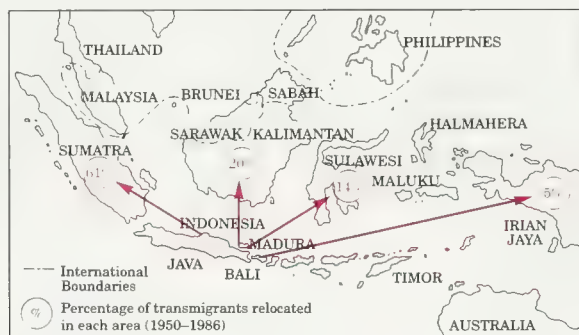 THAILAND
PHILIPPINES
MALAYSIA
BRUNEI
SABAH
SARAWAK
KALIMANTAN
HALMAHERA
SUMATRA
20
SULAWESI
MALUKU
INDONESIA
MADURA
IRIAN
JAYA
JAVA
BALI
TIMOR
AUSTRALIA
International
Boundaries
% Percentage of transmigrants relocated
in each area (1950–1986)